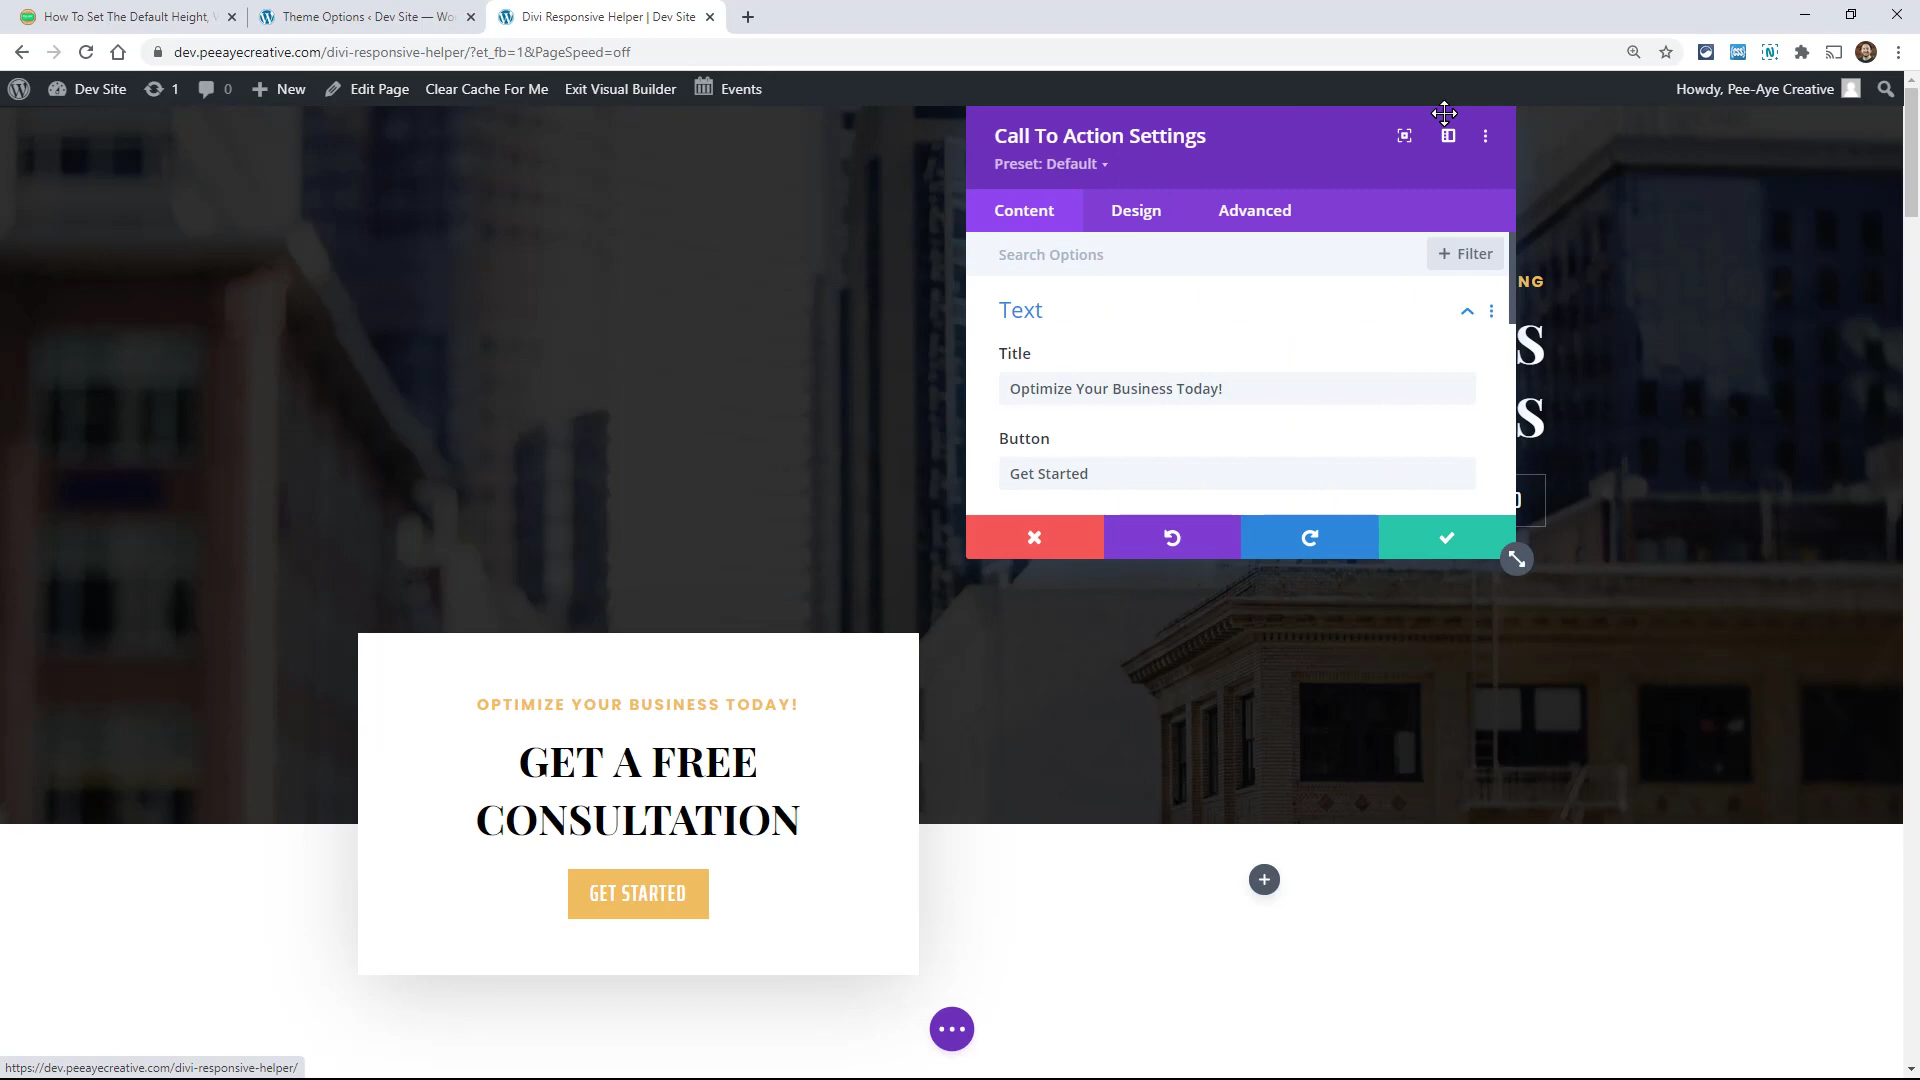 How To Set The Default Height, W
Theme Options ‹ Dev Site — Wo
Divi Responsive Helper | Dev Site
dev.peeayecreative.com/divi-responsive-helper/?et_fb=1&PageSpeed=off
Dev Site
1
0
New
Edit Page
Clear Cache For Me
Exit Visual Builder
Events
Howdy, Pee-Aye Creative
Call To Action Settings
Preset: Default
Content
Design
Advanced
Search Options
+ Filter
NG
Text
Title
Optimize Your Business Today!
S
Button
S
Get Started
OPTIMIZE YOUR BUSINESS TODAY!
GET A FREE
CONSULTATION
GET STARTED
https://dev.peeayecreative.com/divi-responsive-helper/